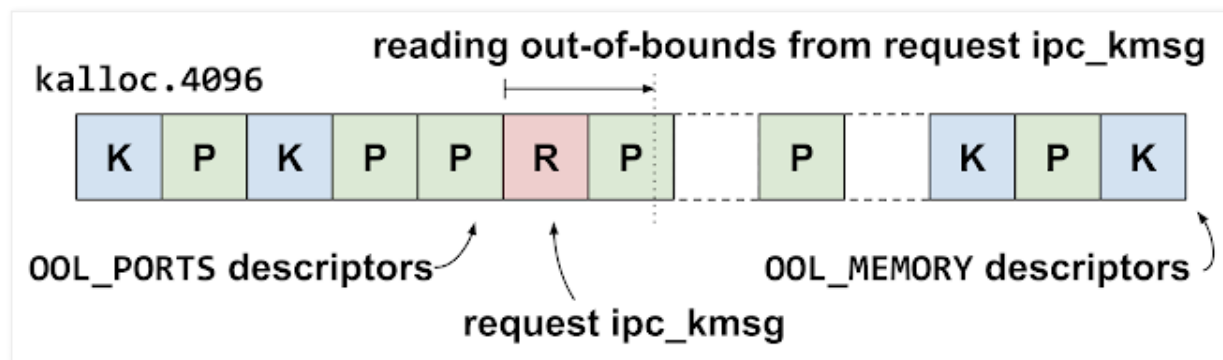 reading out-of-bounds from request ipc_kmsg
kalloc.4096
K P K P P R P P K P K
OOL_PORTS descriptors
OOL_MEMORY descriptors
request ipc_kmsg